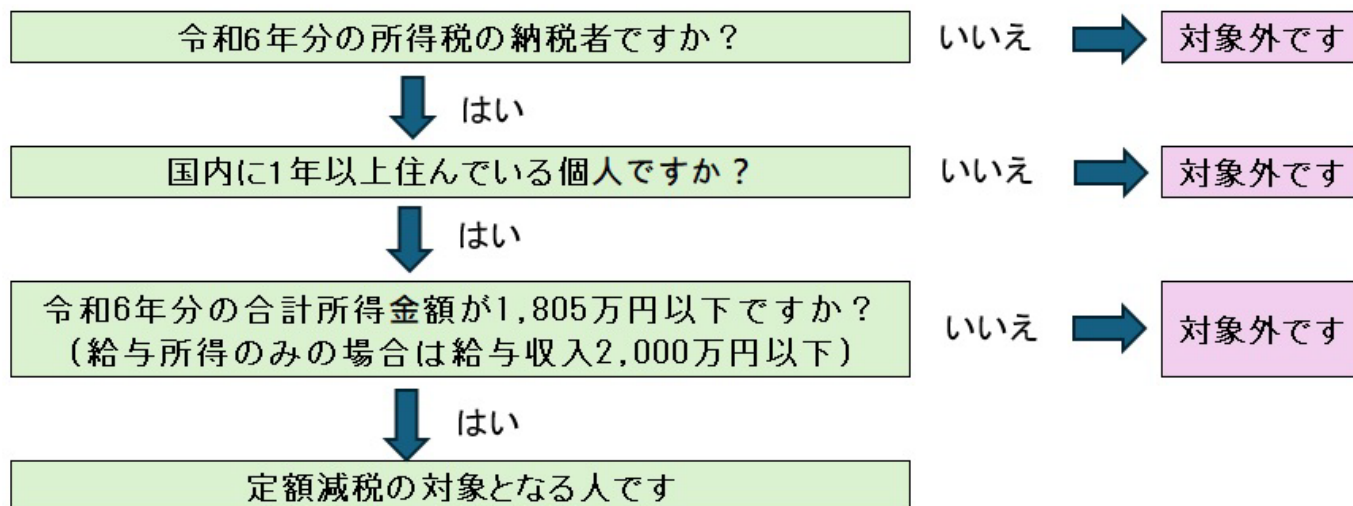 令和6年分の所得税の納税者ですか？ いいえ 対象外です
はい
国内に1年以上住んでいる個人ですか？ いいえ 対象外です
はい
令和6年分の合計所得金額が1,805万円以下ですか？
（給与所得のみの場合は給与収入2,000万円以下）
いいえ 対象外です
はい
定額減税の対象となる人です